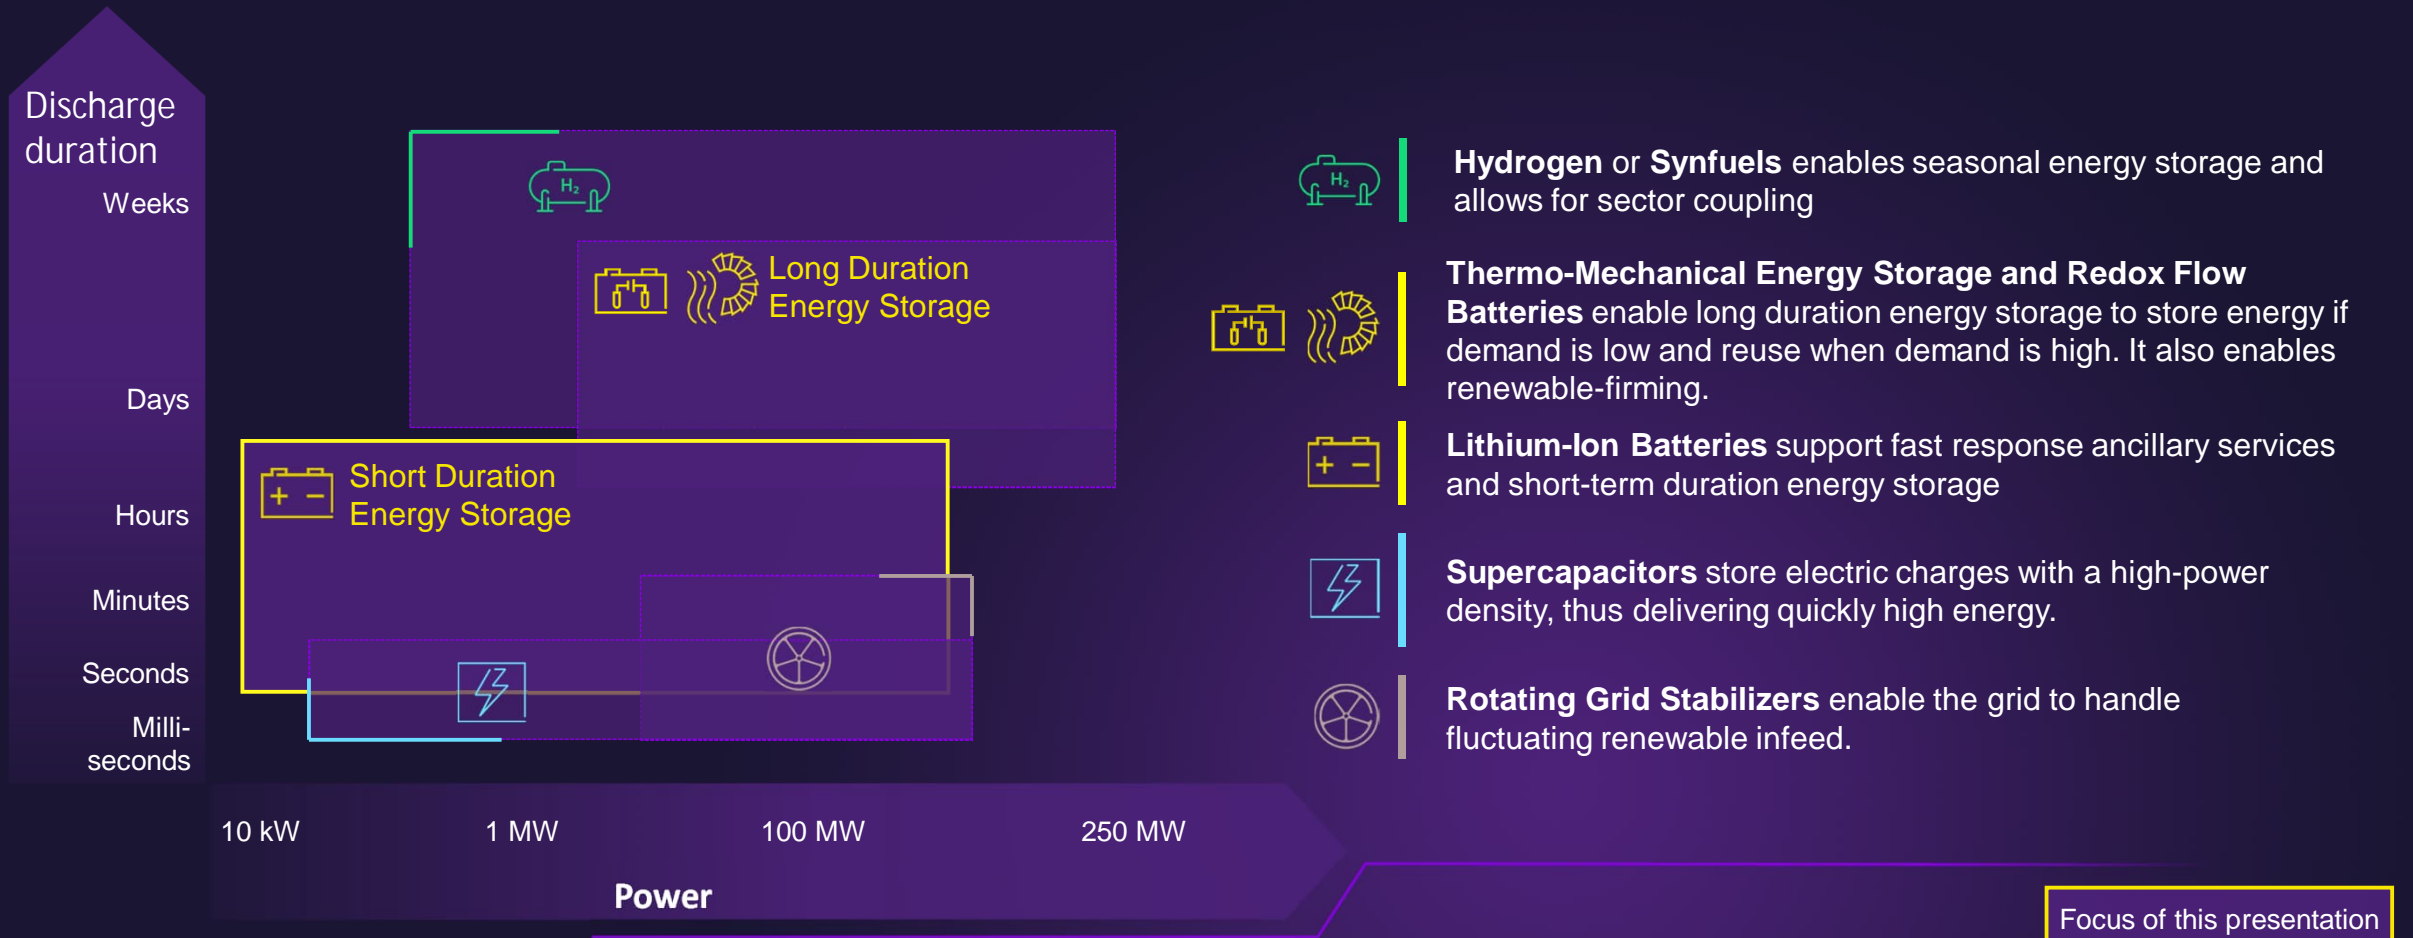 Discharge
duration
Weeks
Days
Hours
Minutes
Seconds
Milli-
seconds
H₂
Long Duration
Energy Storage
+ −
Short Duration
Energy Storage
10 kW
1 MW
100 MW
250 MW
Power
H₂
Hydrogen or Synfuels enables seasonal energy storage and
allows for sector coupling
Thermo-Mechanical Energy Storage and Redox Flow
Batteries enable long duration energy storage to store energy if
demand is low and reuse when demand is high. It also enables
renewable-firming.
+ −
Lithium-Ion Batteries support fast response ancillary services
and short-term duration energy storage
Supercapacitors store electric charges with a high-power
density, thus delivering quickly high energy.
Rotating Grid Stabilizers enable the grid to handle
fluctuating renewable infeed.
Focus of this presentation